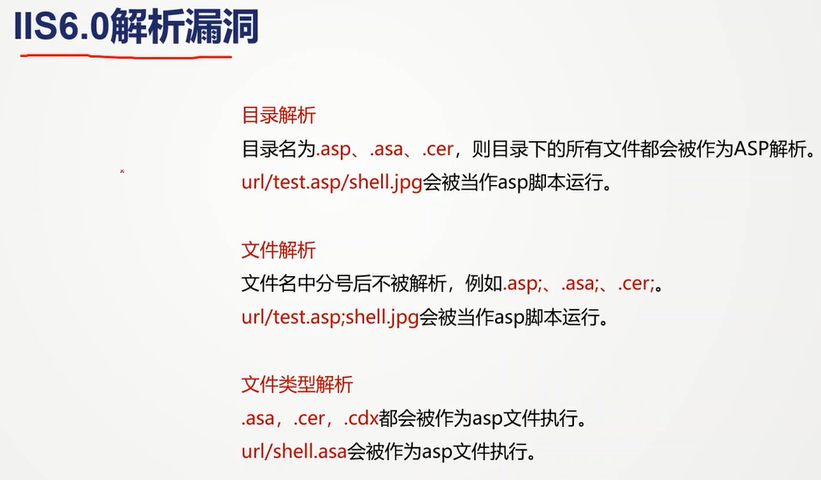 IIS6.0解析漏洞
目录解析
目录名为.asp、.asa、.cer，则目录下的所有文件都会被作为ASP解析。
url/test.asp/shell.jpg会被当作asp脚本运行。
文件解析
文件名中分号后不被解析，例如.asp;、.asa;、.cer;。
url/test.asp;shell.jpg会被当作asp脚本运行。
文件类型解析
.asa，.cer，.cdx都会被作为asp文件执行。
url/shell.asa会被作为asp文件执行。